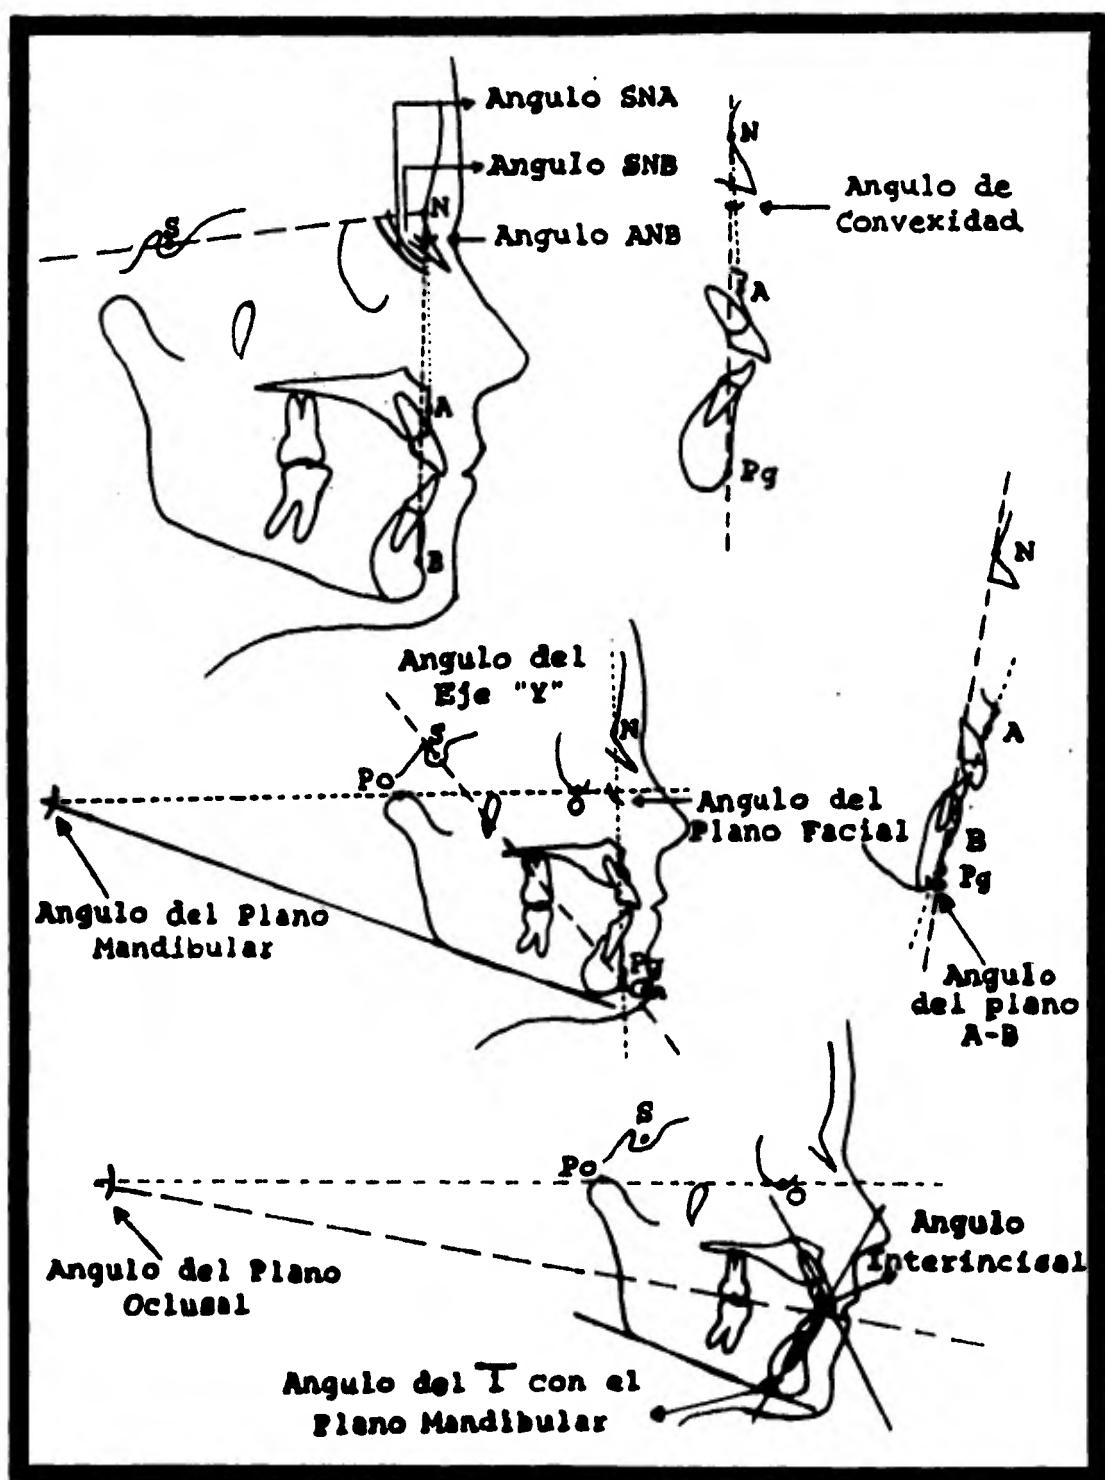 Angulo SNA
Angulo SNB
N
S
Angulo ANB
A
B
N
Angulo de
Convexidad
A
Pg
N
A
B
Pg
Angulo
del plano
A-B
Angulo del
Eje "Y"
S
N
Po
O
Angulo del
Plano Facial
Angulo del Plano
Mandibular
Pg
Gn
S
Po
O
Angulo
Interincisal
Angulo del Plano
Oclusal
Angulo del I con el
Plano Mandibular